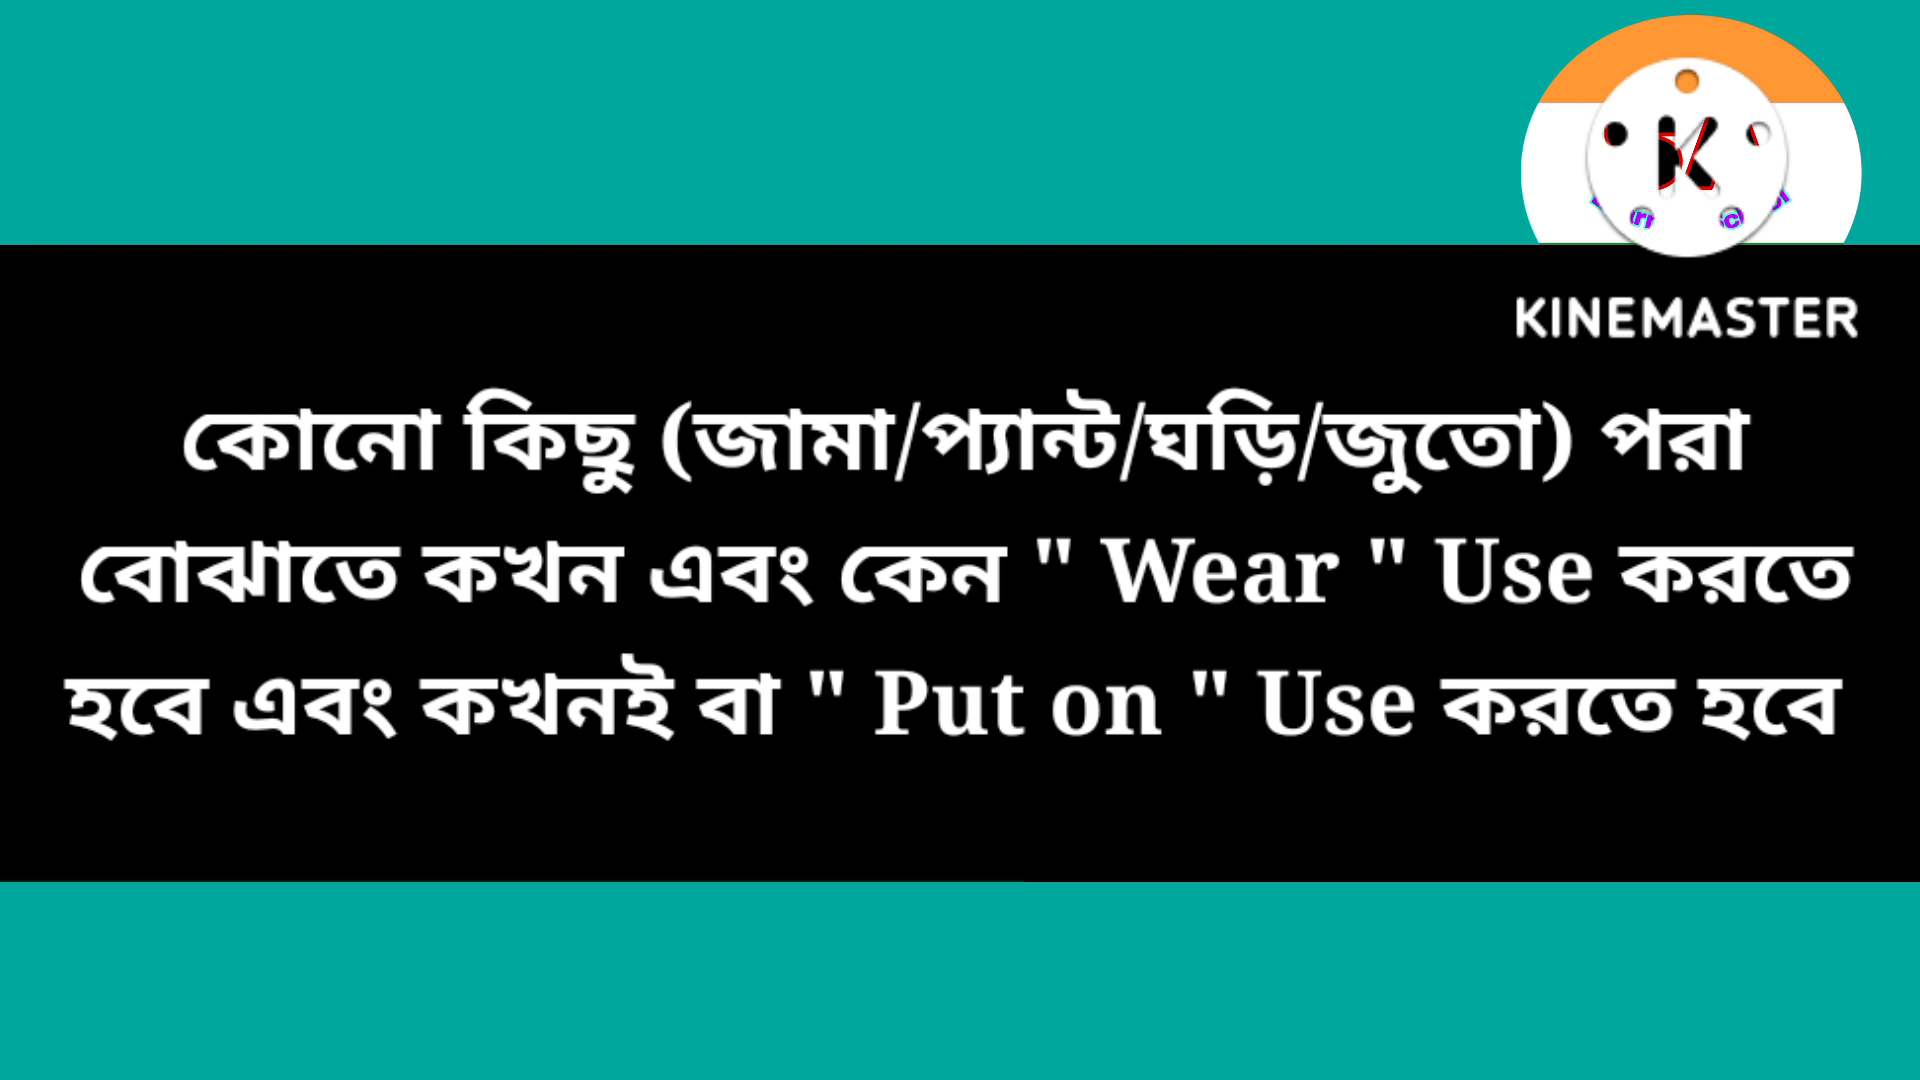 KINEMASTER
কোনো কিছু (জামা/প্যান্ট/ঘড়ি/জুতো) পরা
বোঝাতে কখন এবং কেন " Wear " Use করতে
হবে এবং কখনই বা " Put on " Use করতে হবে